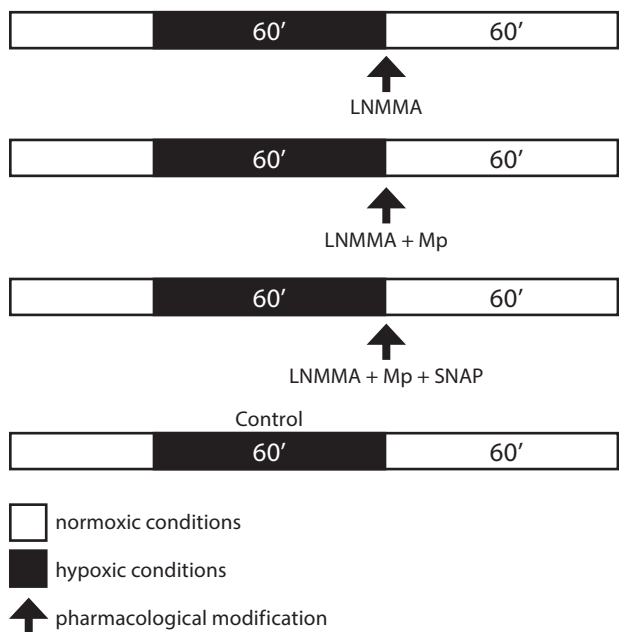 60′ 60′
LNMMA
60′ 60′
LNMMA + Mp
60′ 60′
LNMMA + Mp + SNAP
Control
60′ 60′
normoxic conditions
hypoxic conditions
pharmacological modification